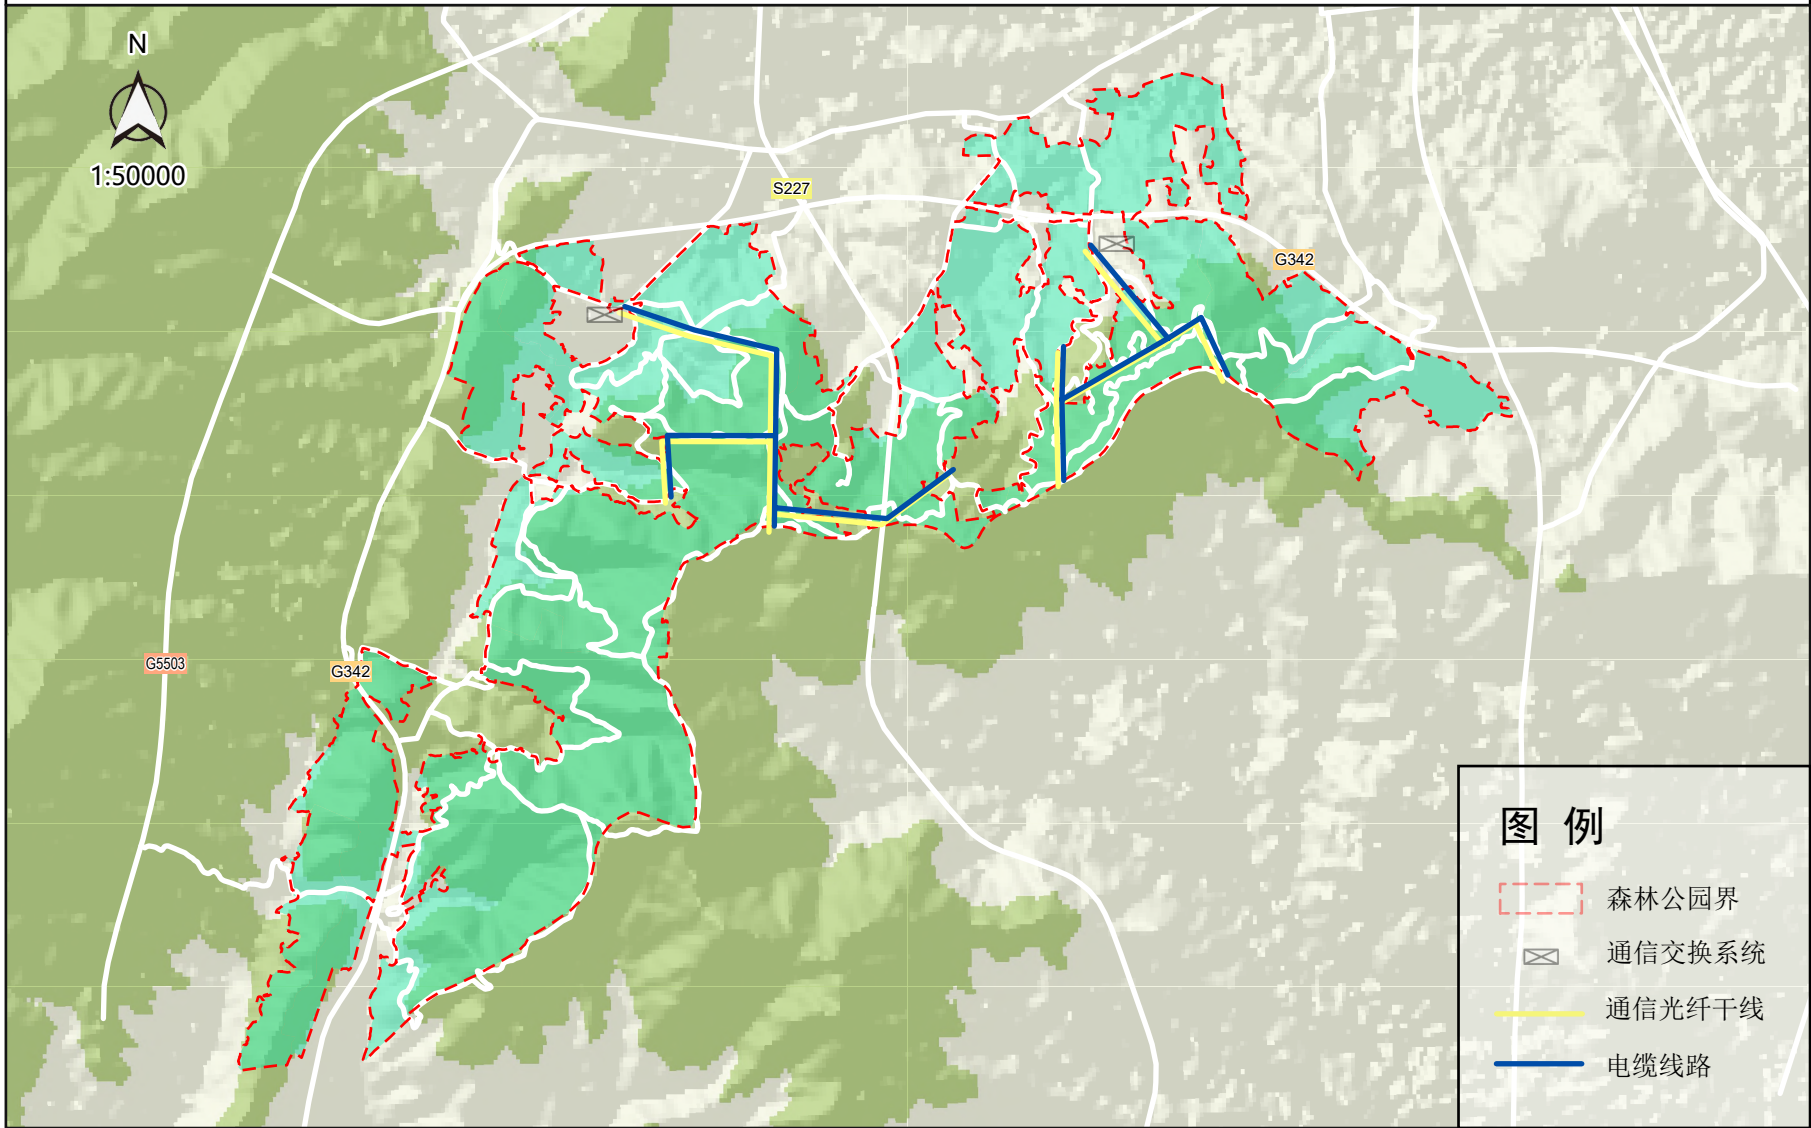 N
1:50000
S227
G342
G5503
G342
图 例
森林公园界
通信交换系统
通信光纤干线
电缆线路